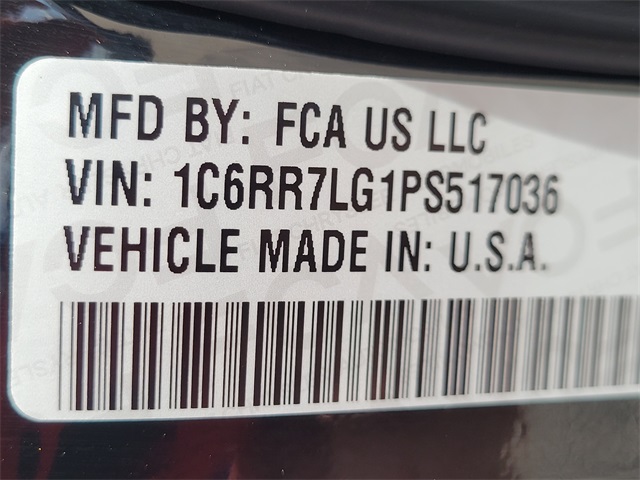 MFD BY: FCA US LLC
VIN: 1C6RR7LG1PS517036
VEHICLE MADE IN: U.S.A.